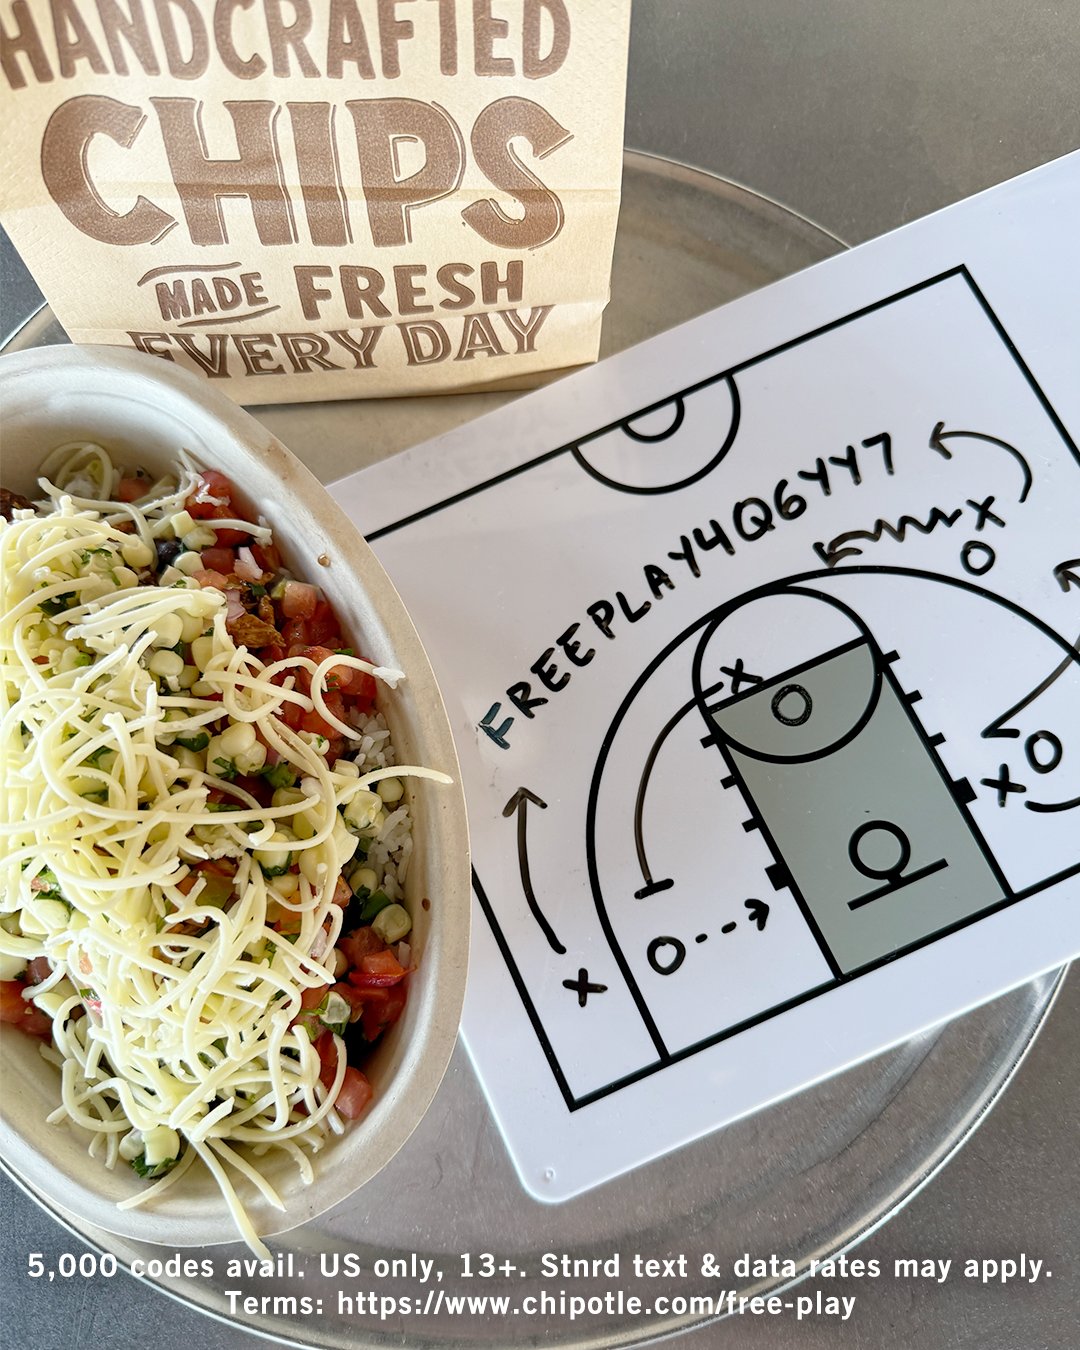 HANDCRAFTED
CHIPS
MADE FRESH
EVERY DAY
FREEPLAY4Q6YY7
X
O
X
O
O
X
O
X
5,000 codes avail. US only, 13+. Stnrd text & data rates may apply.
Terms: https://www.chipotle.com/free-play